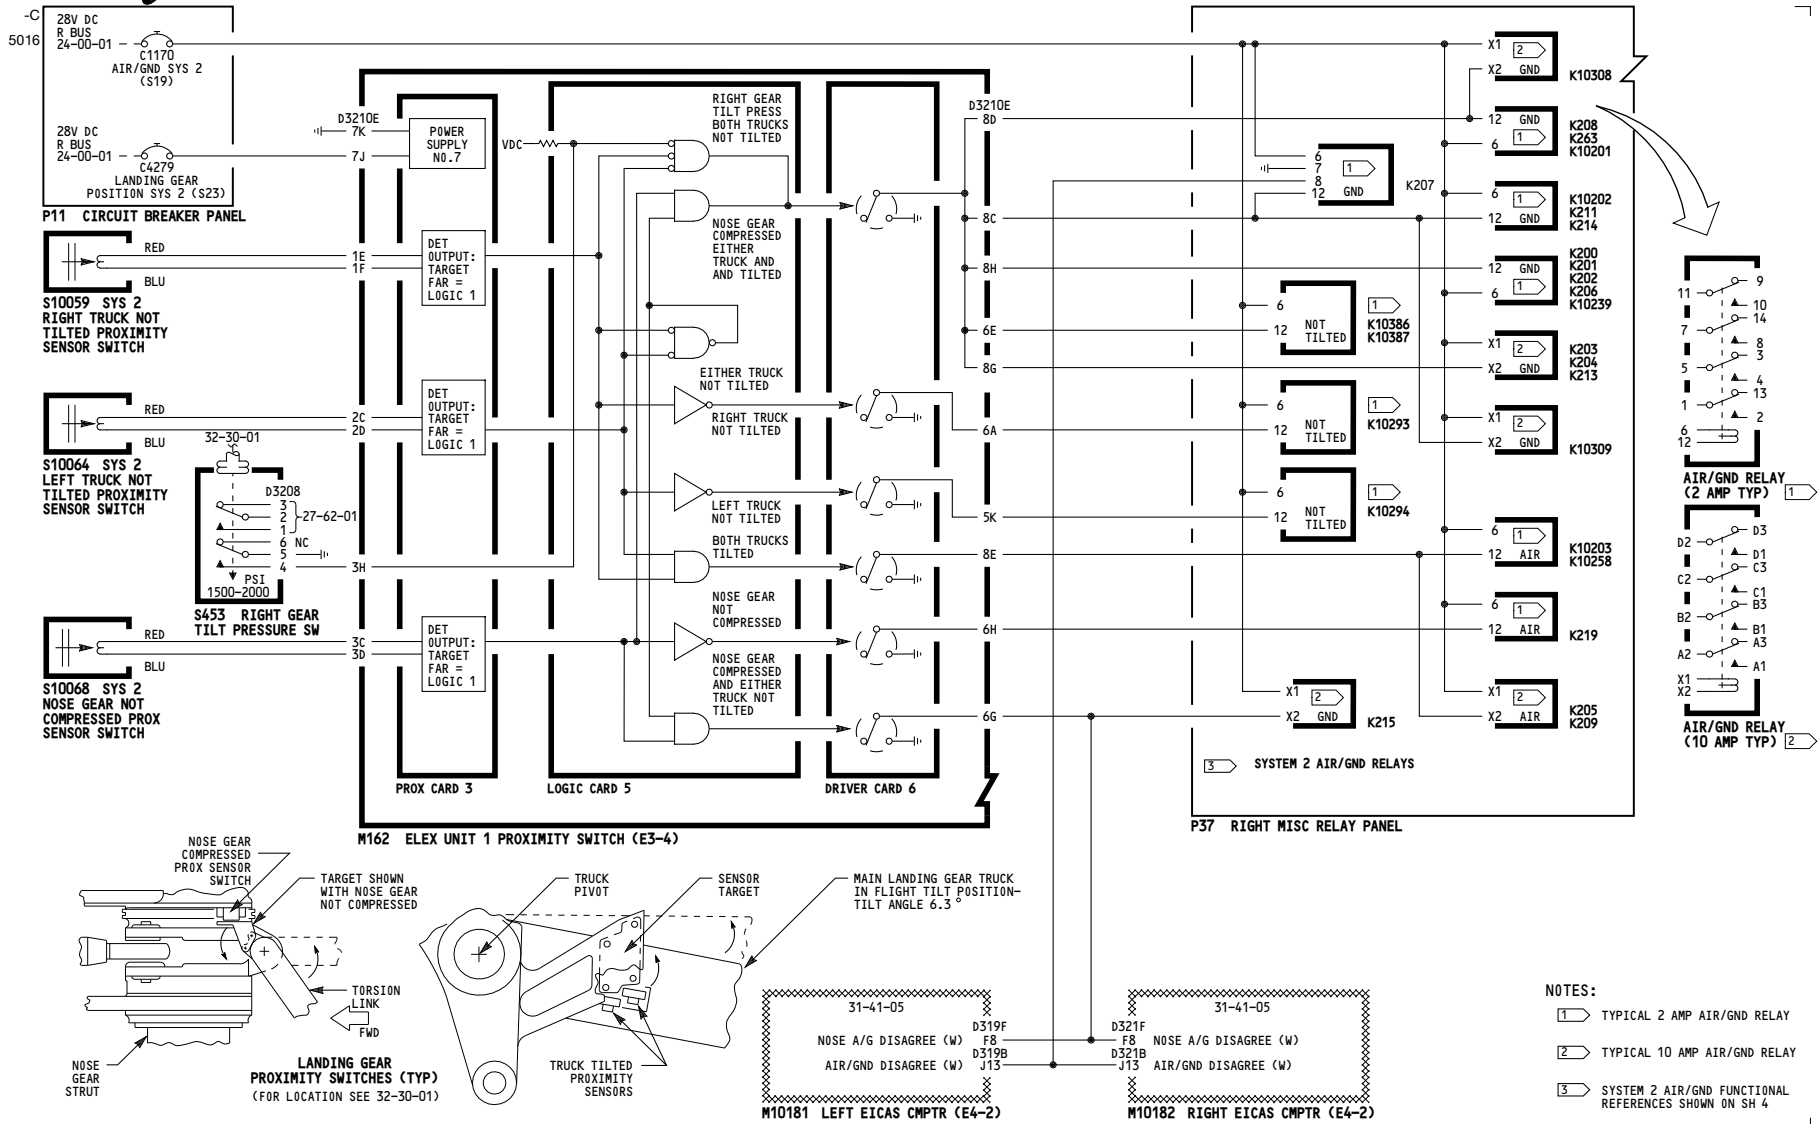 -C
5016
28V DC
R BUS
24-00-01
C1170
AIR/GND SYS 2
(S19)
28V DC
R BUS
24-00-01
C4279
LANDING GEAR
POSITION SYS 2 (S23)
P11 CIRCUIT BREAKER PANEL
RED
BLU
S10059 SYS 2
RIGHT TRUCK NOT
TILTED PROXIMITY
SENSOR SWITCH
RED
BLU
S10064 SYS 2
LEFT TRUCK NOT
TILTED PROXIMITY
SENSOR SWITCH
32-30-01
D3208
3
2
1
27-62-01
6 NC
5
4
PSI
1500-2000
S453 RIGHT GEAR
TILT PRESSURE SW
RED
BLU
S10068 SYS 2
NOSE GEAR NOT
COMPRESSED PROX
SENSOR SWITCH
D3210E
7K
7J
1E
1F
2C
2D
3H
3C
3D
POWER
SUPPLY
NO.7
DET
OUTPUT:
TARGET
FAR =
LOGIC 1
DET
OUTPUT:
TARGET
FAR =
LOGIC 1
DET
OUTPUT:
TARGET
FAR =
LOGIC 1
PROX CARD 3
VDC
RIGHT GEAR
TILT PRESS
BOTH TRUCKS
NOT TILTED
NOSE GEAR
COMPRESSED
EITHER
TRUCK AND
AND TILTED
EITHER TRUCK
NOT TILTED
RIGHT TRUCK
NOT TILTED
LEFT TRUCK
NOT TILTED
BOTH TRUCKS
TILTED
NOSE GEAR
NOT
COMPRESSED
NOSE GEAR
COMPRESSED
AND EITHER
TRUCK NOT
TILTED
LOGIC CARD 5
DRIVER CARD 6
M162 ELEX UNIT 1 PROXIMITY SWITCH (E3-4)
D3210E
8D
8C
8H
6E
8G
6A
5K
8E
6H
6G
6
7
8
12 GND
1
K207
6
12
NOT
TILTED
1
K10386
K10387
6
12
NOT
TILTED
1
K10293
6
12
NOT
TILTED
1
K10294
X1
2
X2 GND
K215
3
SYSTEM 2 AIR/GND RELAYS
X1
2
X2 GND
K10308
12 GND
6
1
K208
K263
K10201
6
1
12 GND
K10202
K211
K214
12 GND
6
1
K200
K201
K202
K206
K10239
X1
2
X2 GND
K203
K204
K213
X1
2
X2 GND
K10309
6
1
12 AIR
K10203
K10258
6
1
12 AIR
K219
X1
2
X2 AIR
K205
K209
P37 RIGHT MISC RELAY PANEL
9
11
10
14
7
8
3
5
4
13
1
2
6
12
AIR/GND RELAY
(2 AMP TYP)
1
D3
D2
D1
C3
C2
C1
B3
B2
B1
A3
A2
A1
X1
X2
AIR/GND RELAY
(10 AMP TYP)
2
NOSE GEAR
COMPRESSED
PROX SENSOR
SWITCH
TARGET SHOWN
WITH NOSE GEAR
NOT COMPRESSED
TORSION
LINK
FWD
NOSE
GEAR
STRUT
LANDING GEAR
PROXIMITY SWITCHES (TYP)
(FOR LOCATION SEE 32-30-01)
TRUCK
PIVOT
SENSOR
TARGET
MAIN LANDING GEAR TRUCK
IN FLIGHT TILT POSITION-
TILT ANGLE 6.3°
TRUCK TILTED
PROXIMITY
SENSORS
31-41-05
NOSE A/G DISAGREE (W)
AIR/GND DISAGREE (W)
D319F
F8
D319B
J13
M10181 LEFT EICAS CMPTR (E4-2)
31-41-05
D321F
F8
D321B
J13
NOSE A/G DISAGREE (W)
AIR/GND DISAGREE (W)
M10182 RIGHT EICAS CMPTR (E4-2)
NOTES:
1 TYPICAL 2 AMP AIR/GND RELAY
2 TYPICAL 10 AMP AIR/GND RELAY
3 SYSTEM 2 AIR/GND FUNCTIONAL
REFERENCES SHOWN ON SH 4